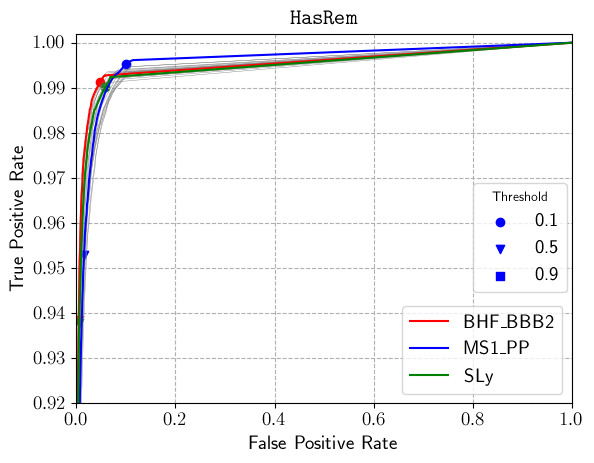 HasRem
1.00
0.99
0.98
0.97
0.96
0.95
0.94
0.93
0.92
True Positive Rate
Threshold
0.1
0.5
0.9
BHF_BBB2
MS1_PP
SLy
0.0 0.2 0.4 0.6 0.8 1.0
False Positive Rate